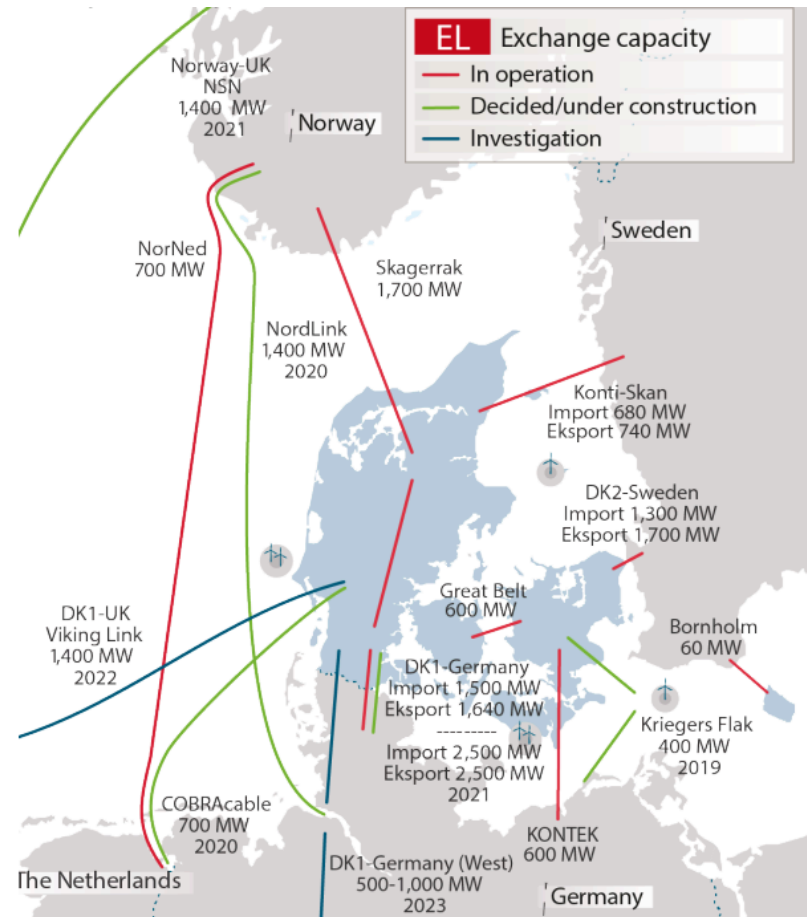 EL Exchange capacity
In operation
Decided/under construction
Investigation
Norway-UK
NSN
1,400 MW
2021
Norway
Sweden
NorNed
700 MW
Skagerrak
1,700 MW
NordLink
1,400 MW
2020
Konti-Skan
Import 680 MW
Eksport 740 MW
DK2-Sweden
Import 1,300 MW
Eksport 1,700 MW
Great Belt
600 MW
DK1-UK
Viking Link
1,400 MW
2022
Bornholm
60 MW
DK1-Germany
Import 1,500 MW
Eksport 1,640 MW
---------
Import 2,500 MW
Eksport 2,500 MW
2021
Kriegers Flak
400 MW
2019
COBRAcable
700 MW
2020
KONTEK
600 MW
The Netherlands
DK1-Germany (West)
500-1,000 MW
2023
Germany